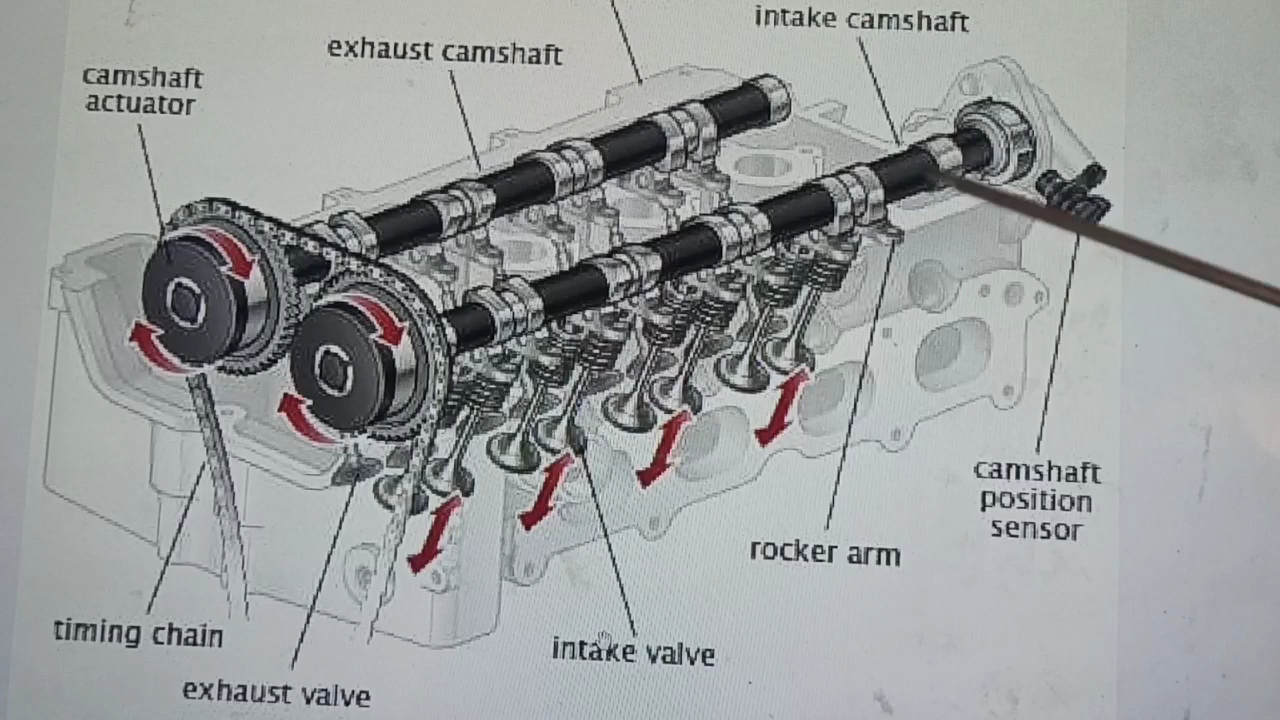 intake camshaft
exhaust camshaft
camshaft
actuator
camshaft
position
sensor
rocker arm
timing chain
intake valve
exhaust valve